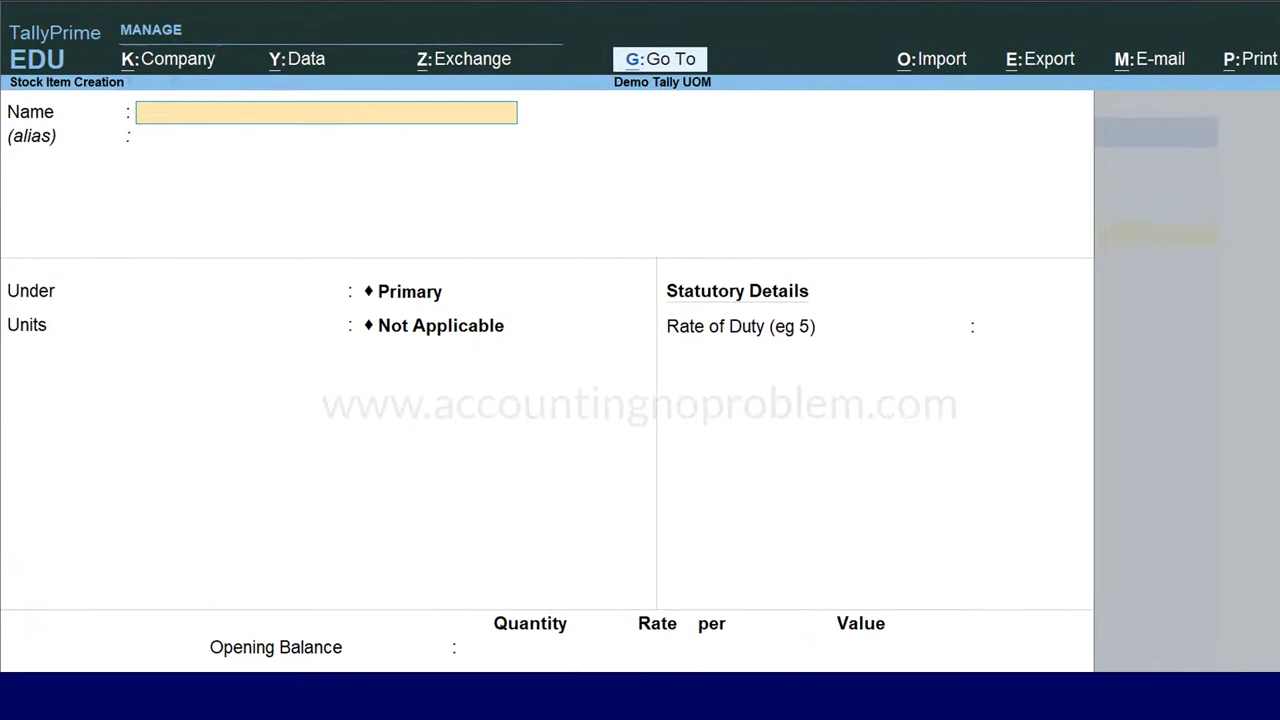 TallyPrime MANAGE
EDU K:Company Y:Data Z:Exchange G:Go To O:Import E:Export M:E-mail P:Print
Stock Item Creation Demo Tally UOM
Name :
(alias) :
Under : ♦ Primary Statutory Details
Units : ♦ Not Applicable Rate of Duty (eg 5) :
www.accountingnoproblem.com
Quantity Rate per Value
Opening Balance :